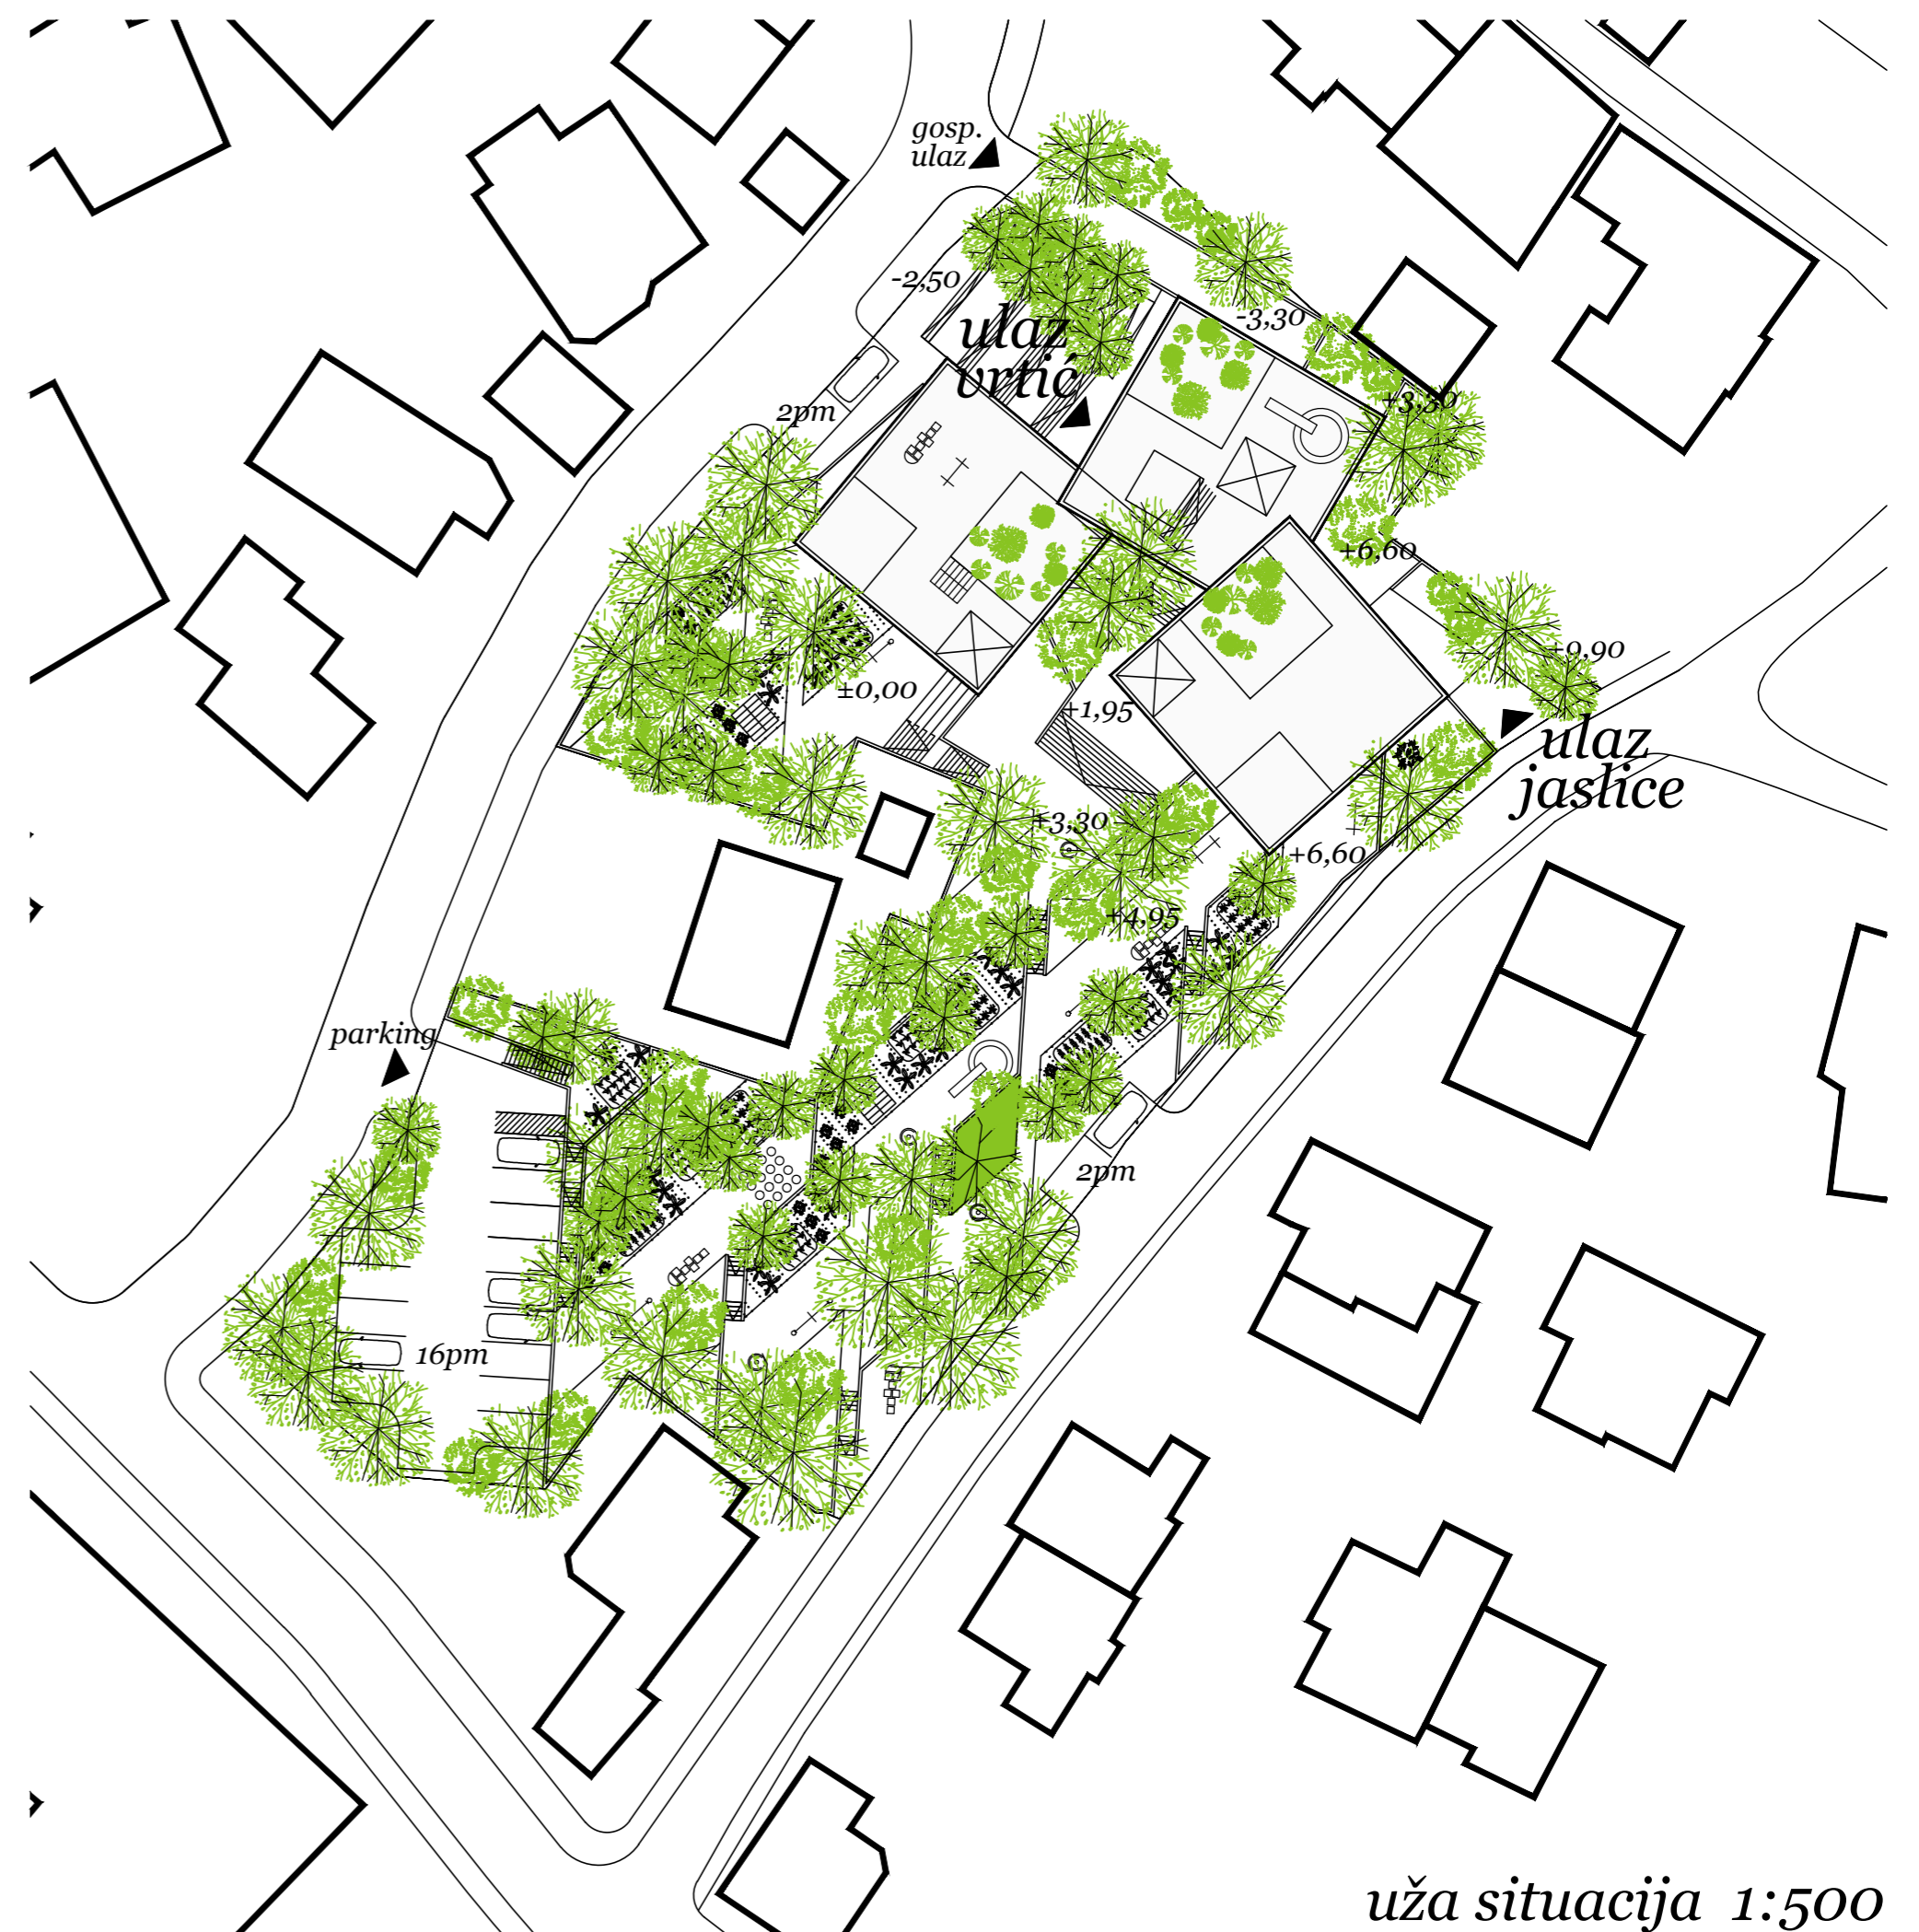 gosp.
ulaz
-2,50
ulaz
vrtić
-3,30
2pm
+3,30
+6,60
±0,00
+1,95
+9,90
ulaz
jaslice
+3,30
+6,60
+4,95
parking
2pm
16pm
uža situacija 1:500